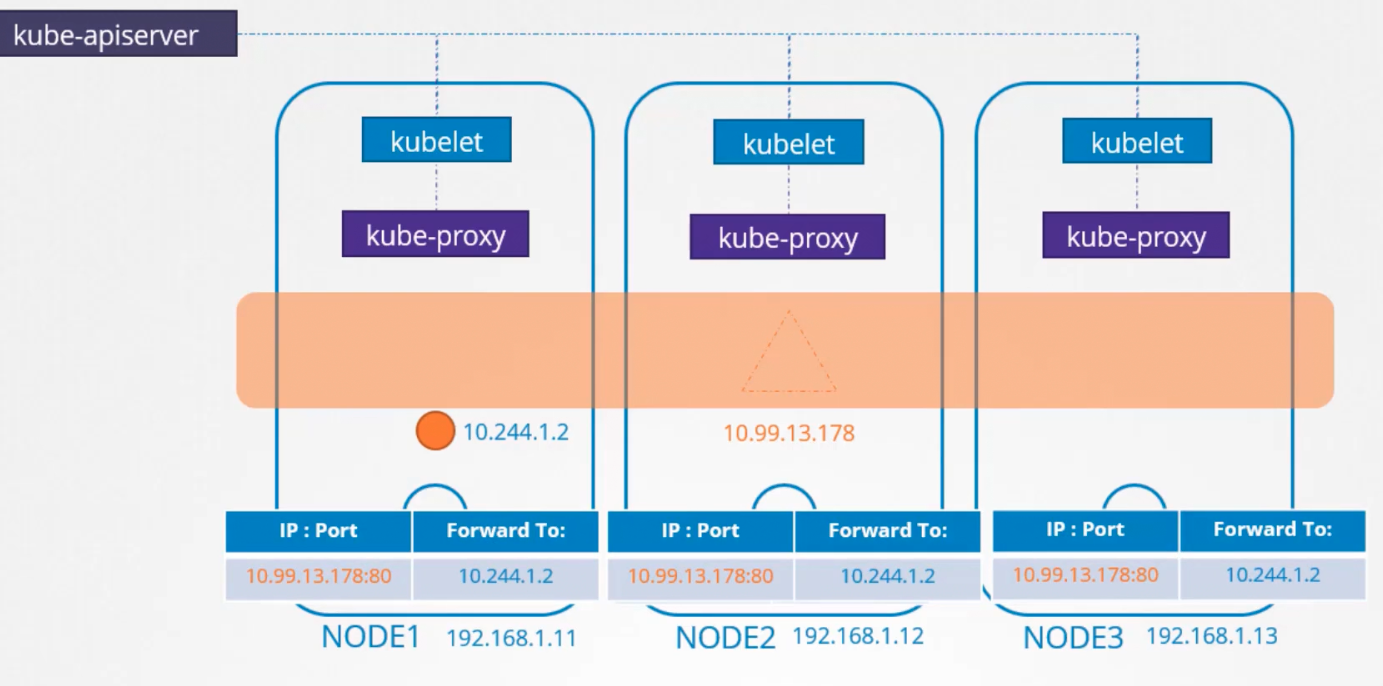 kube-apiserver
kubelet
kubelet
kubelet
kube-proxy
kube-proxy
kube-proxy
10.244.1.2
10.99.13.178
IP : Port Forward To:
10.99.13.178:80 10.244.1.2
IP : Port Forward To:
10.99.13.178:80 10.244.1.2
IP : Port Forward To:
10.99.13.178:80 10.244.1.2
NODE1 192.168.1.11
NODE2 192.168.1.12
NODE3 192.168.1.13